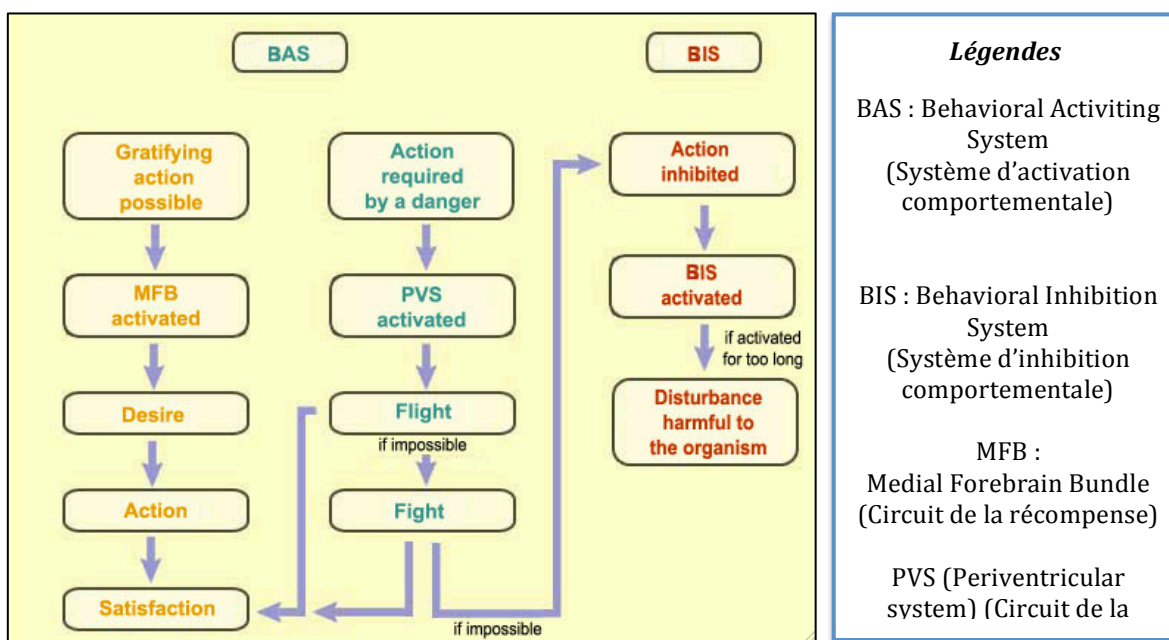 BAS
BIS
Gratifying
action
possible
MFB
activated
Desire
Action
Satisfaction
Action
required
by a danger
PVS
activated
Flight
if impossible
Fight
if impossible
Action
inhibited
BIS
activated
if activated
for too long
Disturbance
harmful to
the organism
Légendes
BAS : Behavioral Activiting
System
(Système d’activation
comportementale)
BIS : Behavioral Inhibition
System
(Système d’inhibition
comportementale)
MFB :
Medial Forebrain Bundle
(Circuit de la récompense)
PVS (Periventricular
system) (Circuit de la